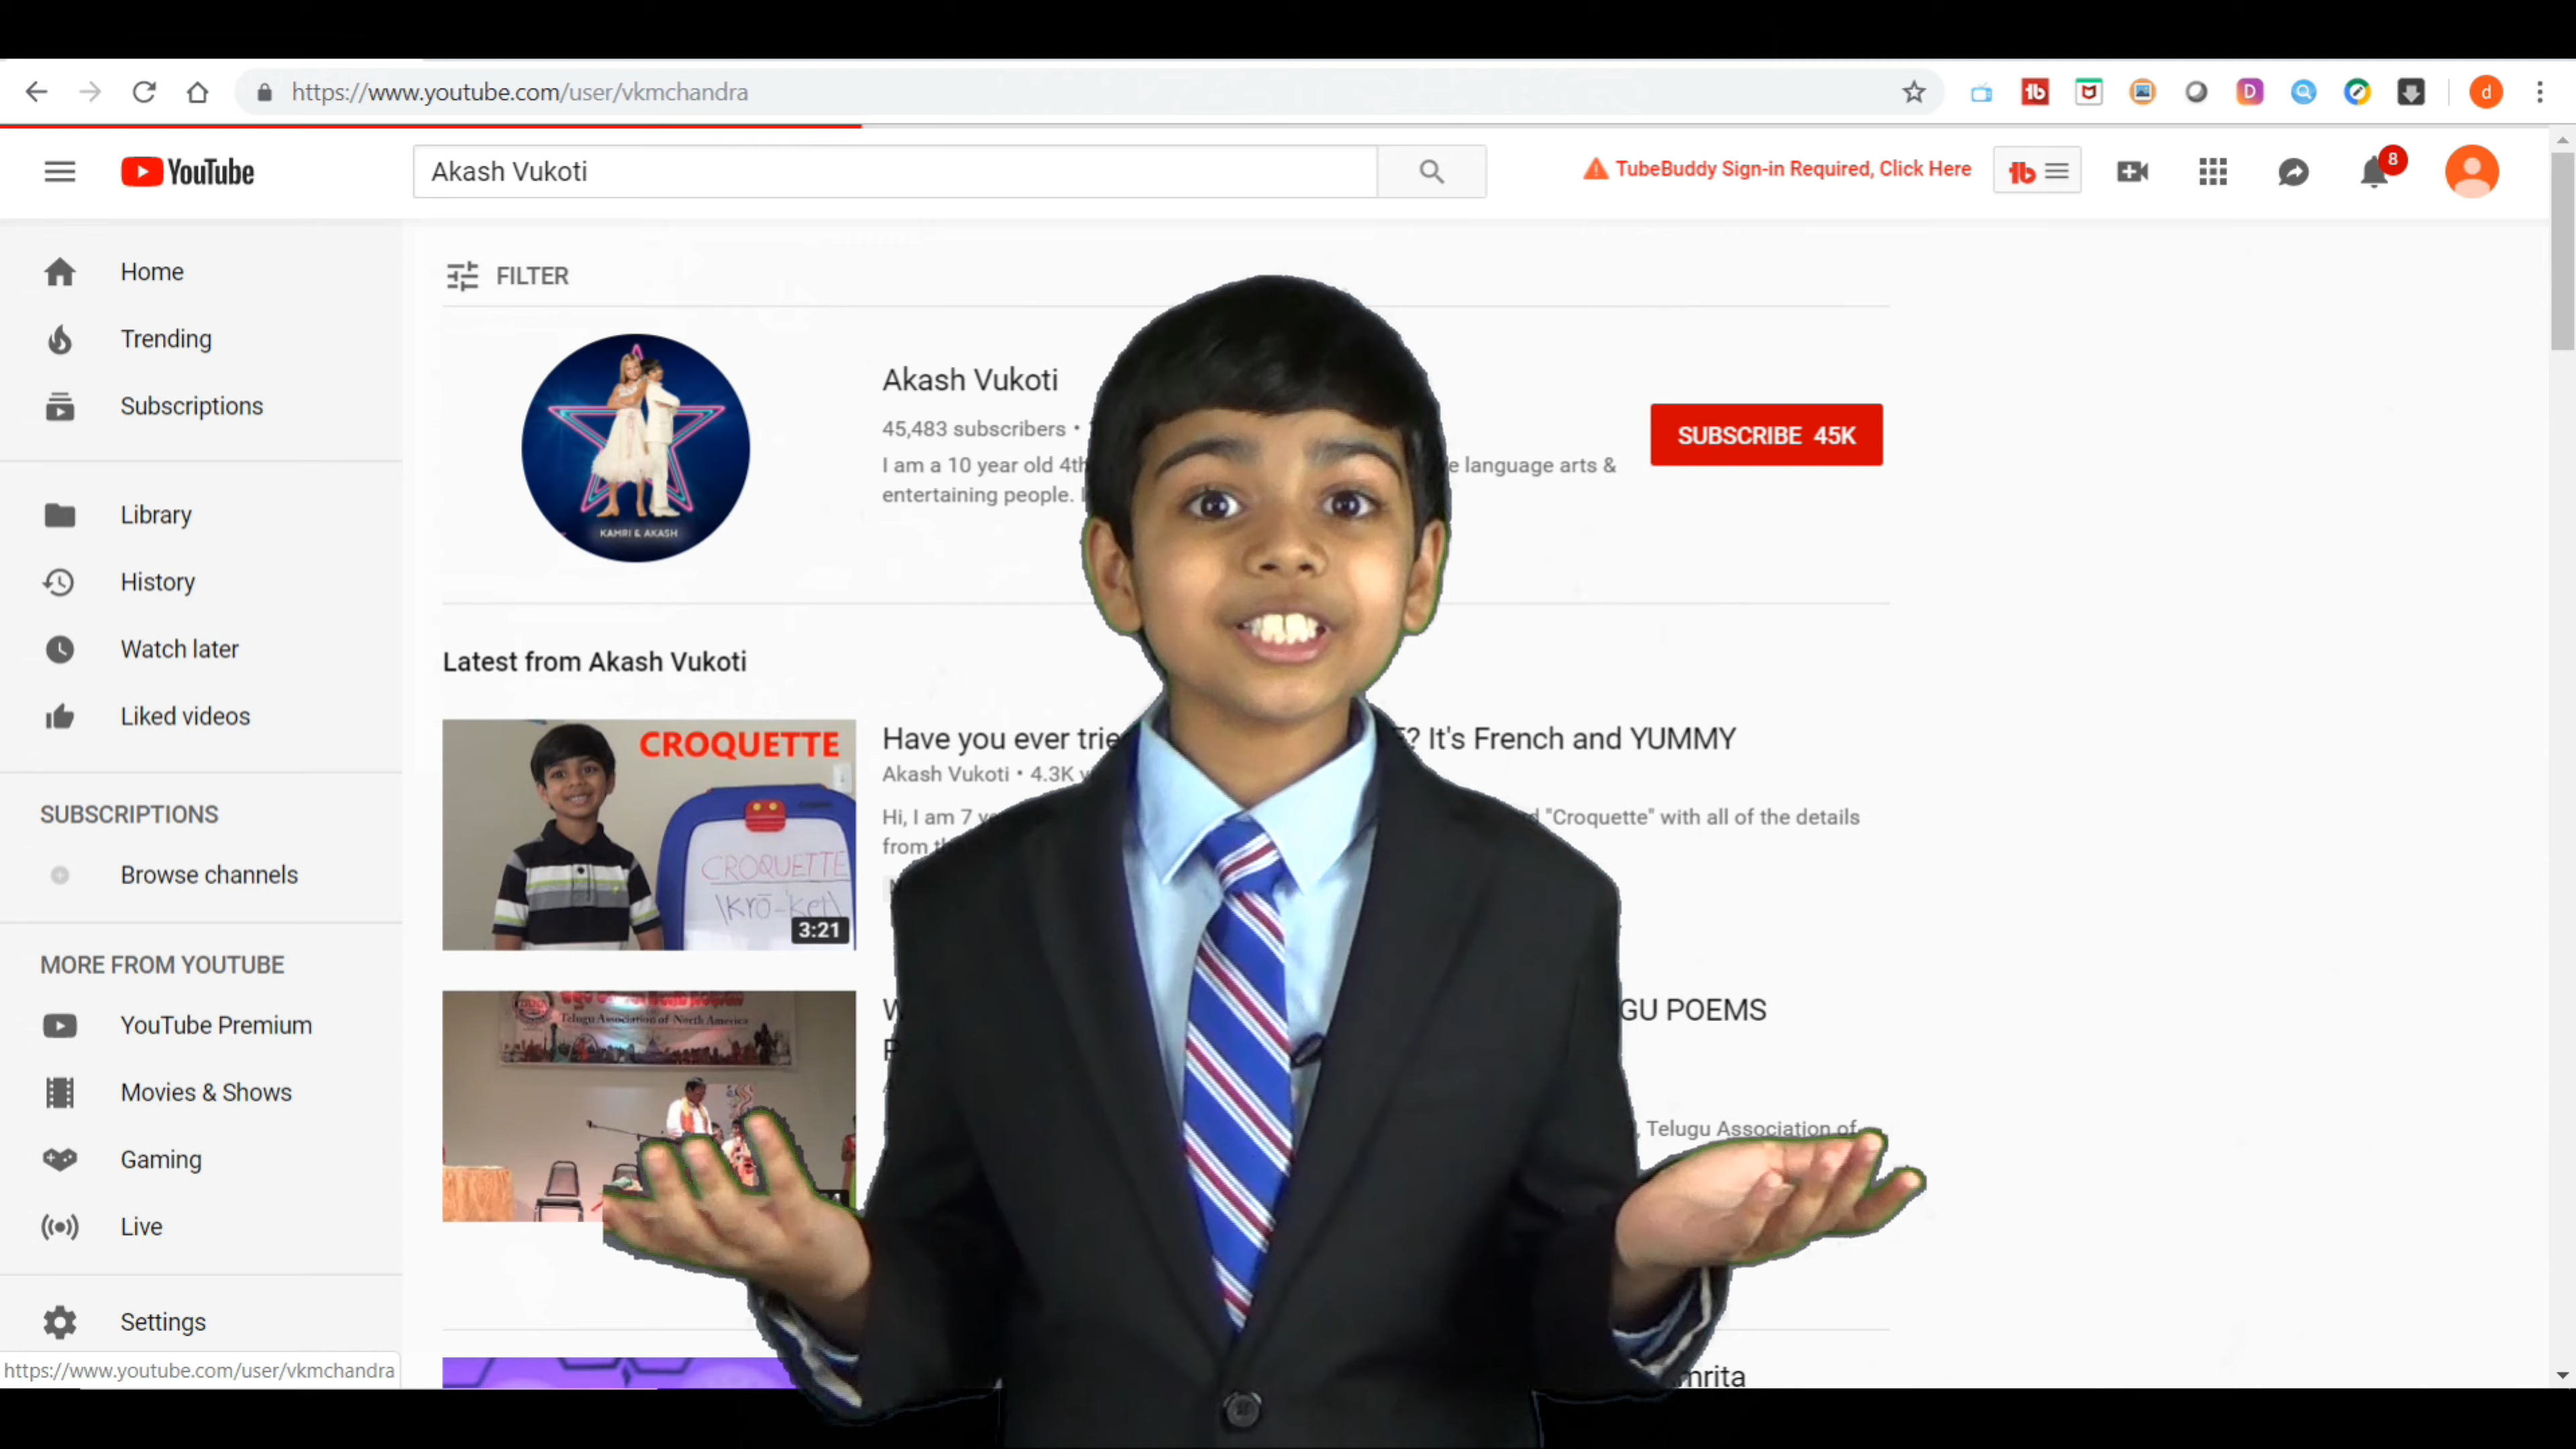 https://www.youtube.com/user/vkmchandra
YouTube
Akash Vukoti
TubeBuddy Sign-in Required, Click Here
8
d
Home
Trending
Subscriptions
Library
History
Watch later
Liked videos
SUBSCRIPTIONS
Browse channels
MORE FROM YOUTUBE
YouTube Premium
Movies & Shows
Gaming
Live
Settings
https://www.youtube.com/user/vkmchandra
FILTER
KAMRI & AKASH
Akash Vukoti
45,483 subscribers •
I am a 10 year old language arts &
entertaining people.
SUBSCRIBE 45K
Latest from Akash Vukoti
CROQUETTE
CROQUETTE
\krō-ket\
3:21
Have you ever ? It's French and YUMMY
Akash Vukoti • 4.3K
Hi, I am 7 "Croquette" with all of the details
from
Telugu Association of North America
POEMS
, Telugu Association of